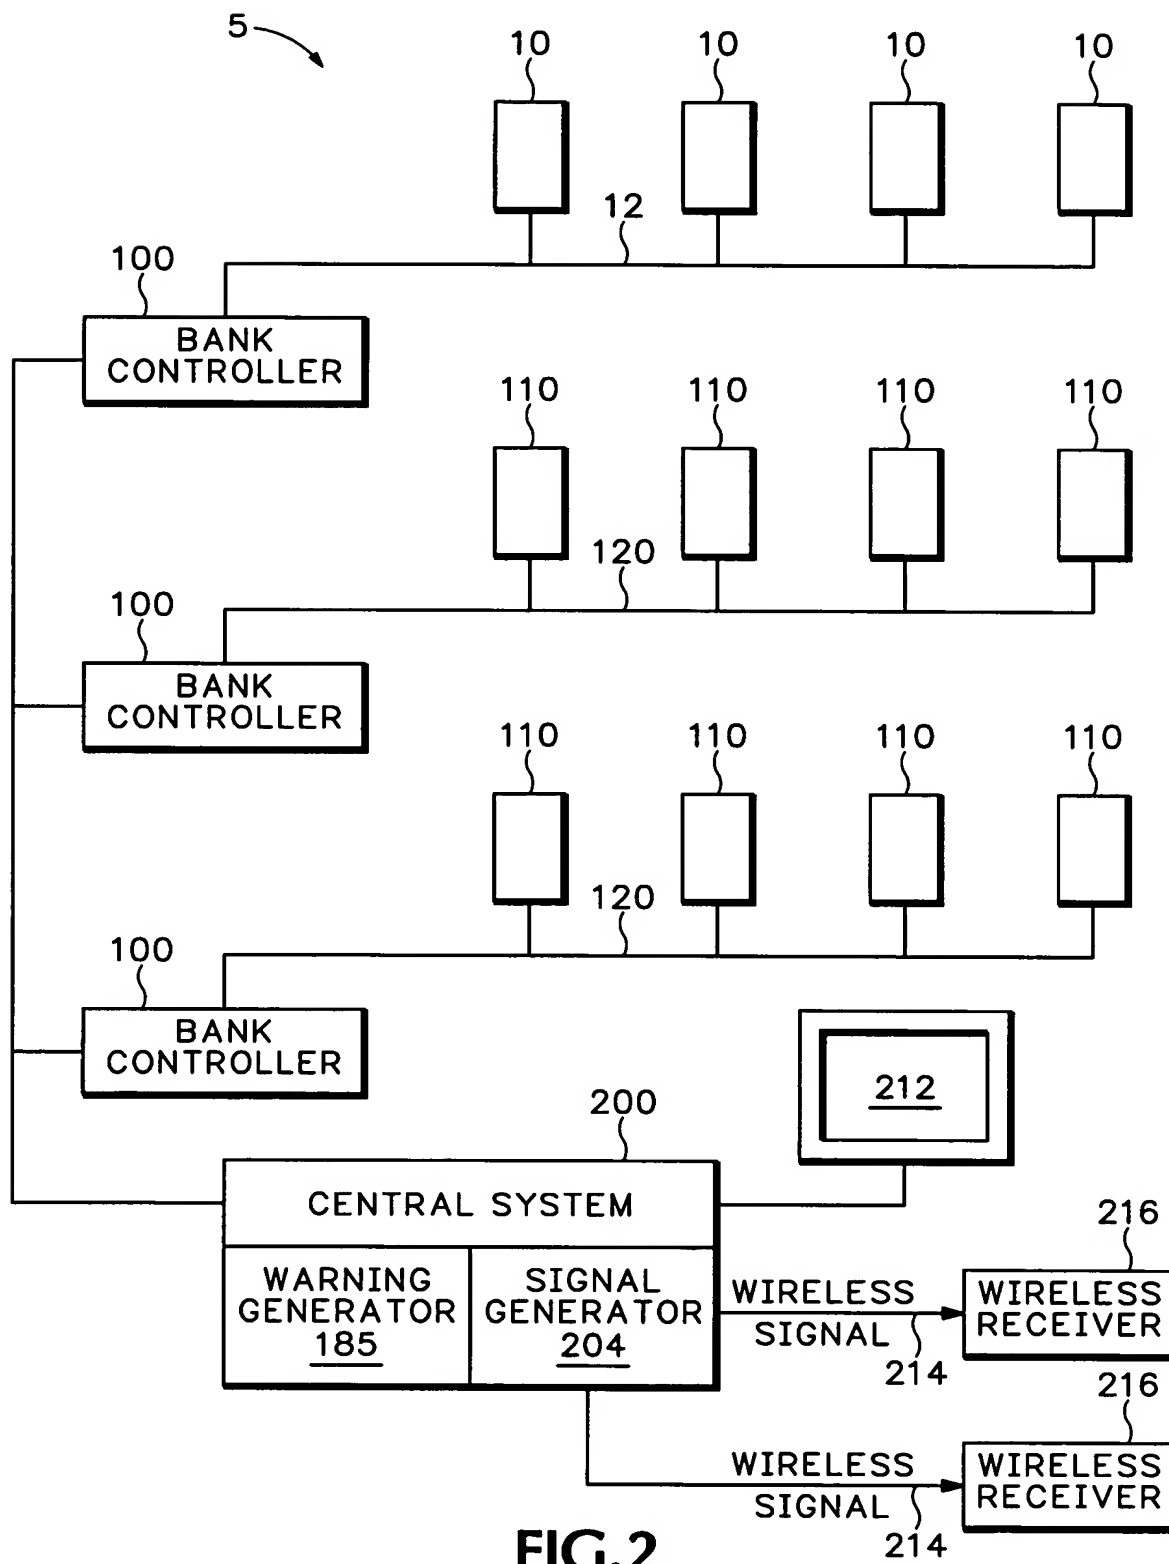 5
10 10 10 10
12
100
BANK
CONTROLLER
110 110 110 110
120
100
BANK
CONTROLLER
110 110 110 110
120
100
BANK
CONTROLLER
212
200
CENTRAL SYSTEM
WARNING
GENERATOR
185
SIGNAL
GENERATOR
204
WIRELESS
SIGNAL
214
216
WIRELESS
RECEIVER
WIRELESS
SIGNAL
214
216
WIRELESS
RECEIVER
FIG.2